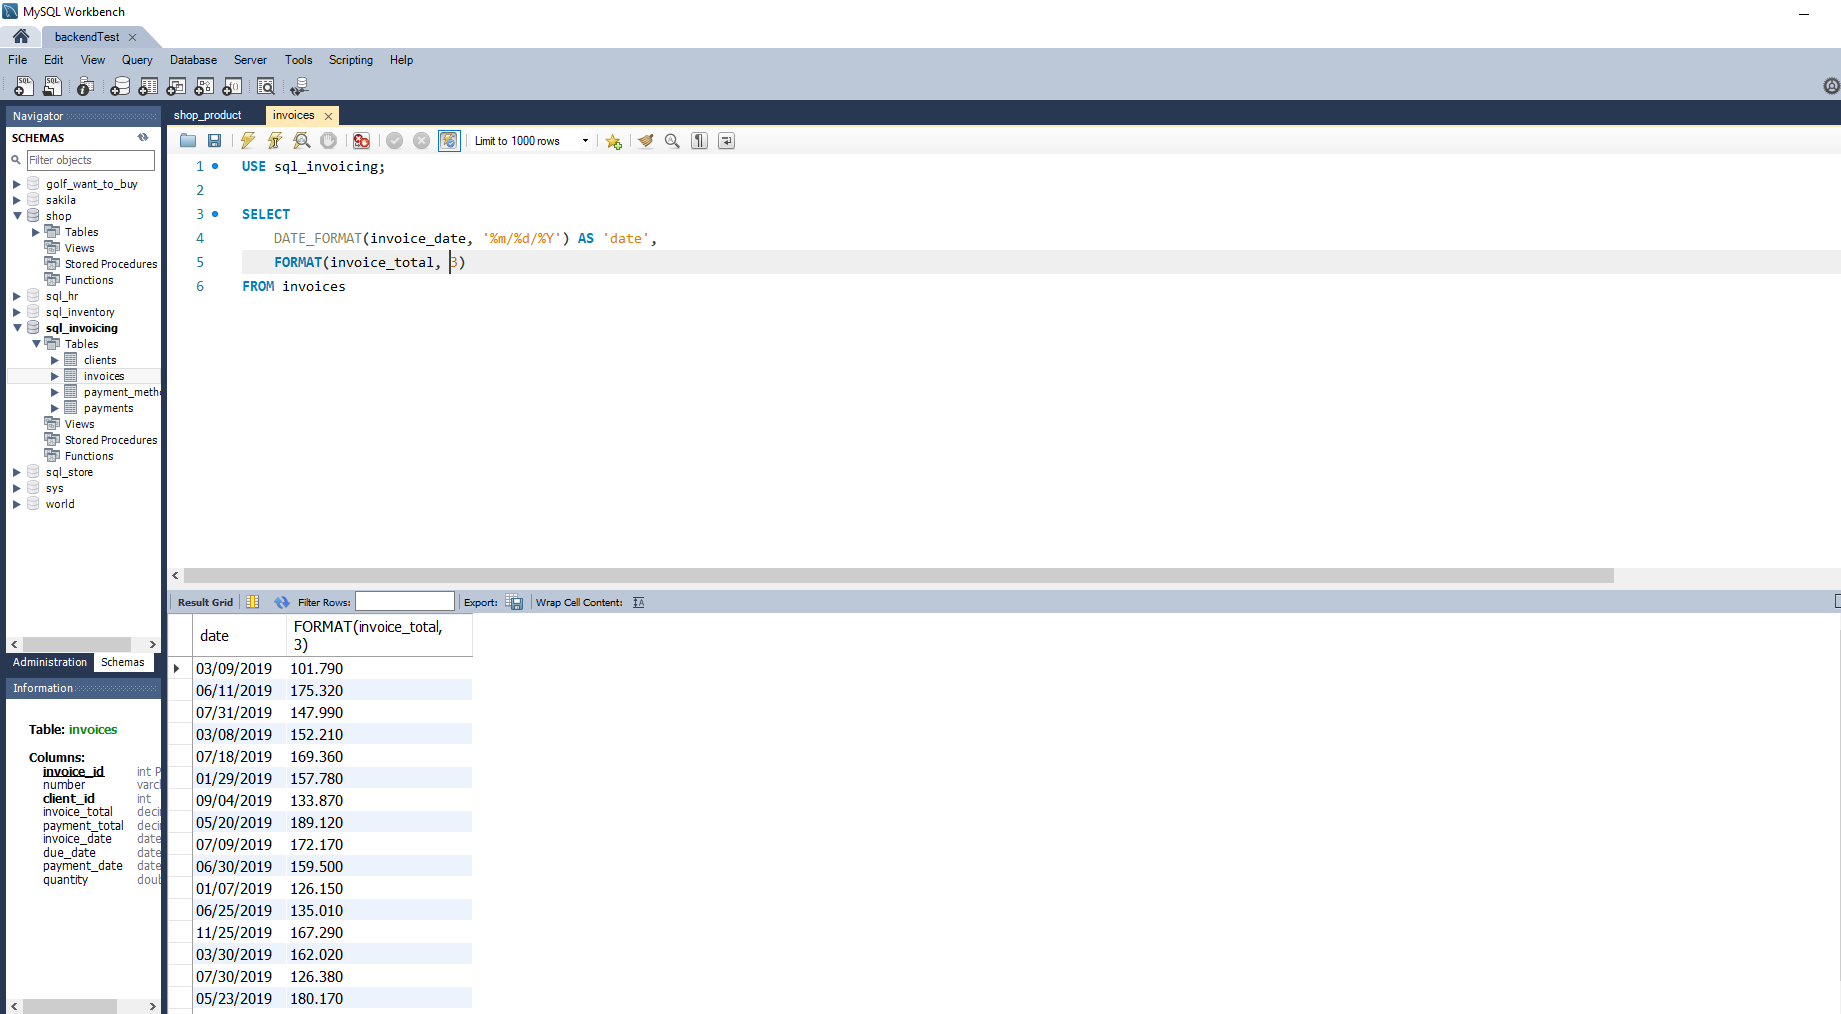 MySQL Workbench
backendTest
File Edit View Query Database Server Tools Scripting Help
Navigator
SCHEMAS
Filter objects
golf_want_to_buy
sakila
shop
Tables
Views
Stored Procedures
Functions
sql_hr
sql_inventory
sql_invoicing
Tables
clients
invoices
payment_meth
payments
Views
Stored Procedures
Functions
sql_store
sys
world
Administration Schemas
Information
Table: invoices
Columns:
invoice_id int P
number varc
client_id int
invoice_total deci
payment_total deci
invoice_date date
due_date date
payment_date date
quantity doub
shop_product invoices
Limit to 1000 rows
1 USE sql_invoicing;
2
3 SELECT
4 DATE_FORMAT(invoice_date, '%m/%d/%Y') AS 'date',
5 FORMAT(invoice_total, 3)
6 FROM invoices
Result Grid Filter Rows: Export: Wrap Cell Content:
date FORMAT(invoice_total, 3)
03/09/2019 101.790
06/11/2019 175.320
07/31/2019 147.990
03/08/2019 152.210
07/18/2019 169.360
01/29/2019 157.780
09/04/2019 133.870
05/20/2019 189.120
07/09/2019 172.170
06/30/2019 159.500
01/07/2019 126.150
06/25/2019 135.010
11/25/2019 167.290
03/30/2019 162.020
07/30/2019 126.380
05/23/2019 180.170